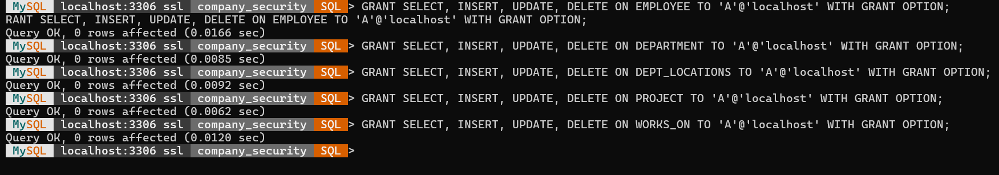 MySQL localhost:3306 ssl company_security SQL > GRANT SELECT, INSERT, UPDATE, DELETE ON EMPLOYEE TO 'A'@'localhost' WITH GRANT OPTION;
RANT SELECT, INSERT, UPDATE, DELETE ON EMPLOYEE TO 'A'@'localhost' WITH GRANT OPTION;
Query OK, 0 rows affected (0.0166 sec)
MySQL localhost:3306 ssl company_security SQL > GRANT SELECT, INSERT, UPDATE, DELETE ON DEPARTMENT TO 'A'@'localhost' WITH GRANT OPTION;
Query OK, 0 rows affected (0.0085 sec)
MySQL localhost:3306 ssl company_security SQL > GRANT SELECT, INSERT, UPDATE, DELETE ON DEPT_LOCATIONS TO 'A'@'localhost' WITH GRANT OPTION;
Query OK, 0 rows affected (0.0092 sec)
MySQL localhost:3306 ssl company_security SQL > GRANT SELECT, INSERT, UPDATE, DELETE ON PROJECT TO 'A'@'localhost' WITH GRANT OPTION;
Query OK, 0 rows affected (0.0062 sec)
MySQL localhost:3306 ssl company_security SQL > GRANT SELECT, INSERT, UPDATE, DELETE ON WORKS_ON TO 'A'@'localhost' WITH GRANT OPTION;
Query OK, 0 rows affected (0.0120 sec)
MySQL localhost:3306 ssl company_security SQL >